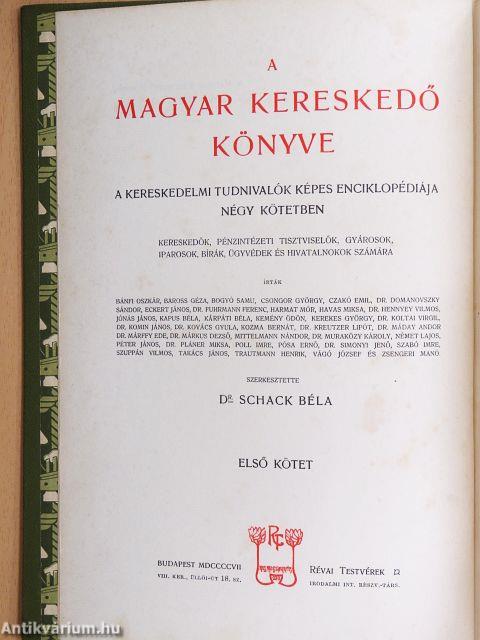 A
MAGYAR KERESKEDŐ
KÖNYVE
A KERESKEDELMI TUDNIVALÓK KÉPES ENCIKLOPÉDIÁJA
NÉGY KÖTETBEN
KERESKEDŐK, PÉNZINTÉZETI TISZTVISELŐK, GYÁROSOK,
IPAROSOK, BÍRÁK, ÜGYVÉDEK ÉS HIVATALNOKOK SZÁMÁRA
IRTÁK
BÁNFI OSZKÁR, BAROSS GÉZA, BOGYÓ SAMU, CSONGOR GYÖRGY, CZAKÓ EMIL, DR. DOMANOVSZKY
SÁNDOR, ECKERT JÁNOS, DR. FUHRMANN FERENC, HARMAT MÓR, HAVAS MIKSA, DR. HENNYEY VILMOS,
JÓNÁS JÁNOS, KAPUS BÉLA, KÁRPÁTI BÉLA, KEMÉNY ÖDÖN, KEREKES GYÖRGY, DR. KOLTAI VIRGIL,
DR. KOMIN JÁNOS, DR. KOVÁCS GYULA, KOZMA BERNÁT, DR. KREUTZER LIPÓT, DR. MÁDAY ANDOR
DR. MÁRFFY EDE, DR. MÁRKUS DEZSŐ, MITTELMANN NÁNDOR, DR. MURAKÖZY KÁROLY, NÉMET LAJOS,
PÉTER JÁNOS, DR. PLÁNER MIKSA, POLL IMRE, PÓSA ERNŐ, DR. SIMONYI JENŐ, SZABÓ IMRE,
SZUPPÁN VILMOS, TAKÁCS JÁNOS, TRAUTMANN HENRIK, VÁGÓ JÓZSEF ÉS ZSENGERI MANÓ.
SZERKESZTETTE
DR. SCHACK BÉLA
ELSŐ KÖTET
RTC
BUDAPEST MDCCCCVII
VIII. KER., ÜLLŐI-ÚT 18. SZ.
RÉVAI TESTVÉREK
IRODALMI INT. RÉSZV.-TÁRS.
Antikvárium.hu